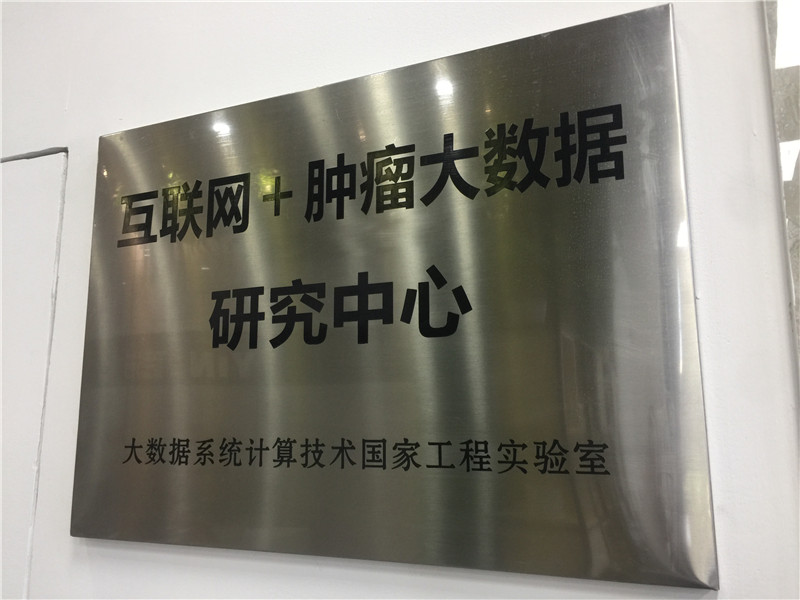 互联网+肿瘤大数据
研究中心
大数据系统计算技术国家工程实验室